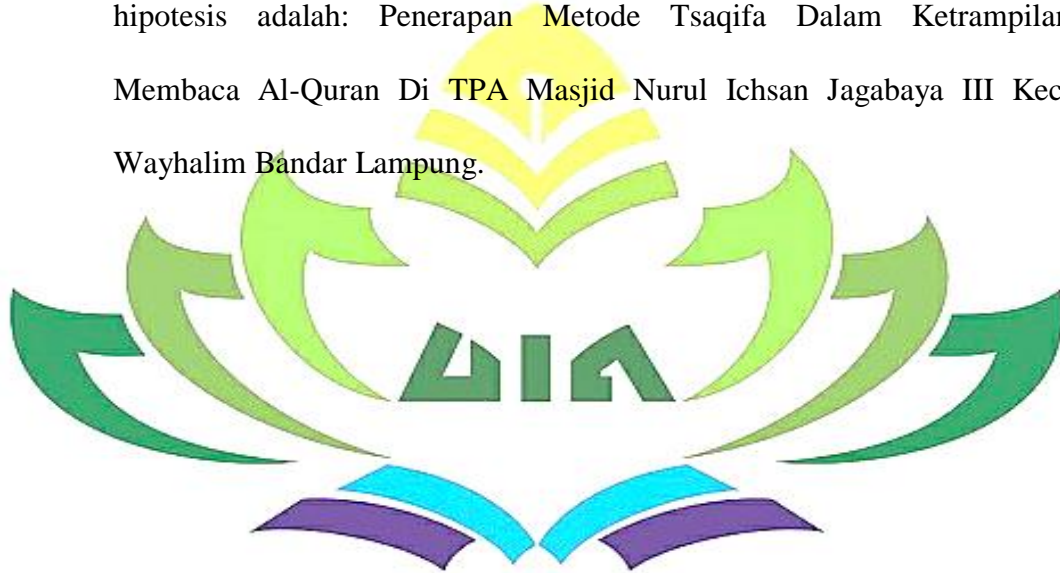 hipotesis adalah: Penerapan Metode Tsaqifa Dalam Ketrampilan
Membaca Al-Quran Di TPA Masjid Nurul Ichsan Jagabaya III Kec
Wayhalim Bandar Lampung.